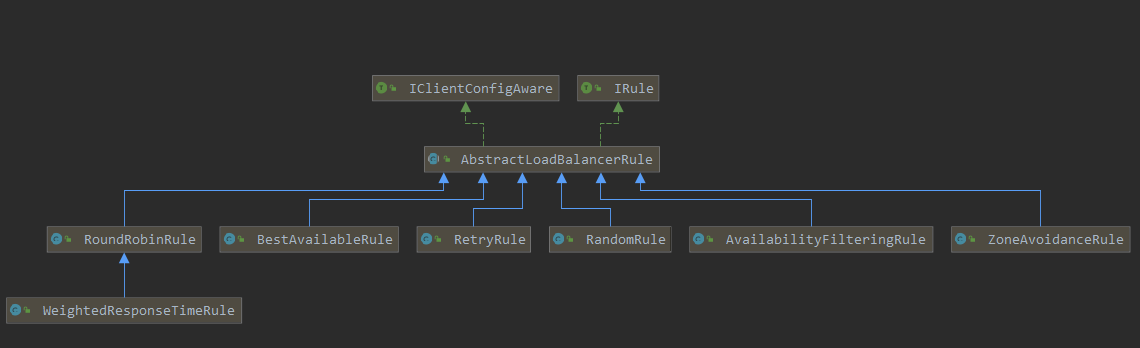 IClientConfigAware
IRule
AbstractLoadBalancerRule
RoundRobinRule
BestAvailableRule
RetryRule
RandomRule
AvailabilityFilteringRule
ZoneAvoidanceRule
WeightedResponseTimeRule